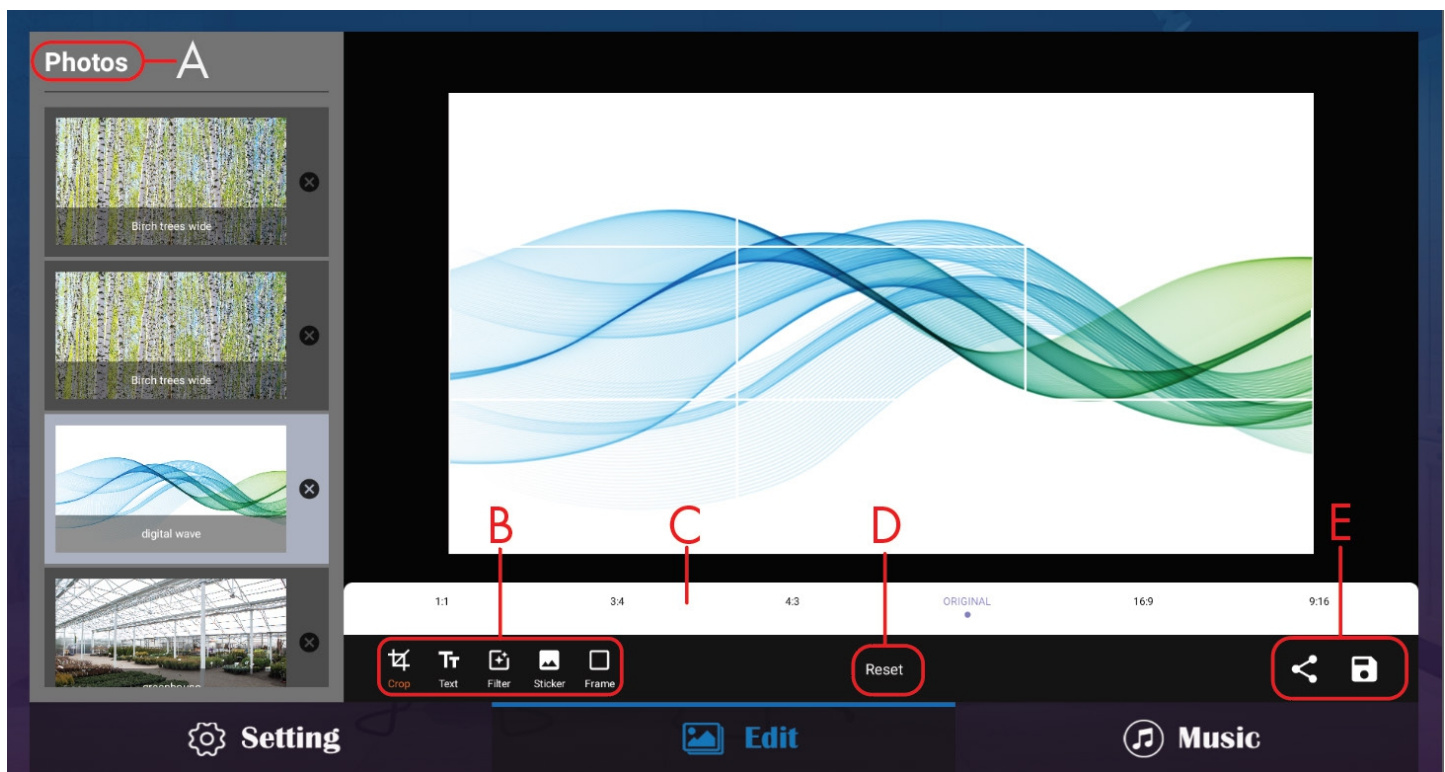 Photos
A
Birch trees wide
Birch trees wide
digital wave
greenhouse
B
C
D
E
1:1 3:4 4:3 ORIGINAL 16:9 9:16
Crop Text Filter Sticker Frame
Reset
Setting Edit Music